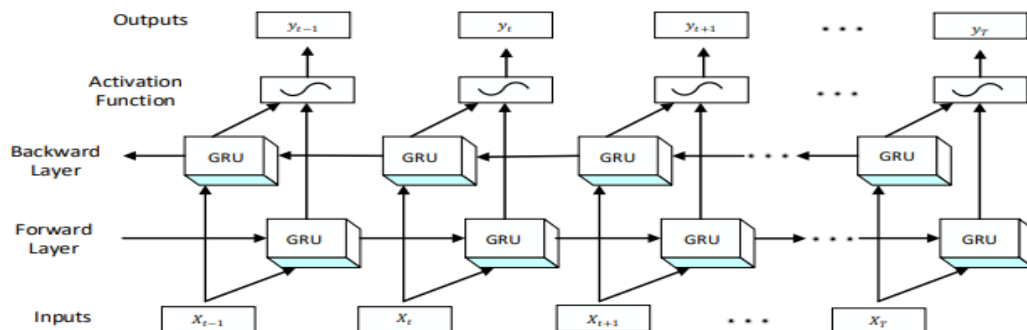 Outputs y_{t-1} y_t y_{t+1} ... y_T
Activation
Function ...
Backward
Layer GRU GRU GRU ... GRU
Forward
Layer GRU GRU GRU ... GRU
Inputs X_{t-1} X_t X_{t+1} ... X_T